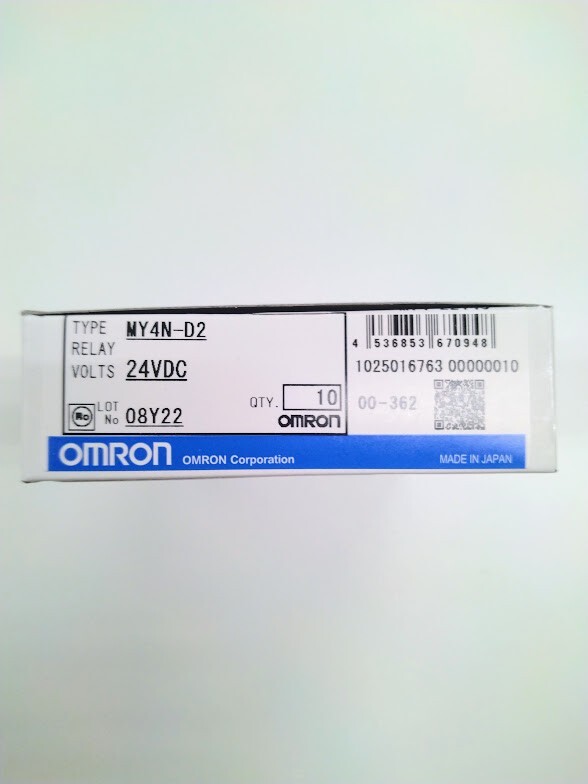 TYPE MY4N-D2
RELAY
VOLTS 24VDC
Ro LOT No 08Y22
QTY. 10
OMRON
4 536853 670948
1025016763 00000010
00-362
OMRON OMRON Corporation
MADE IN JAPAN